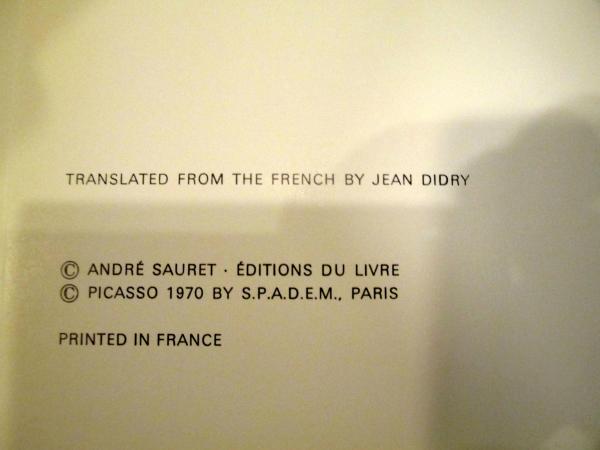 TRANSLATED FROM THE FRENCH BY JEAN DIDRY
© ANDRÉ SAURET · ÉDITIONS DU LIVRE
© PICASSO 1970 BY S.P.A.D.E.M., PARIS
PRINTED IN FRANCE